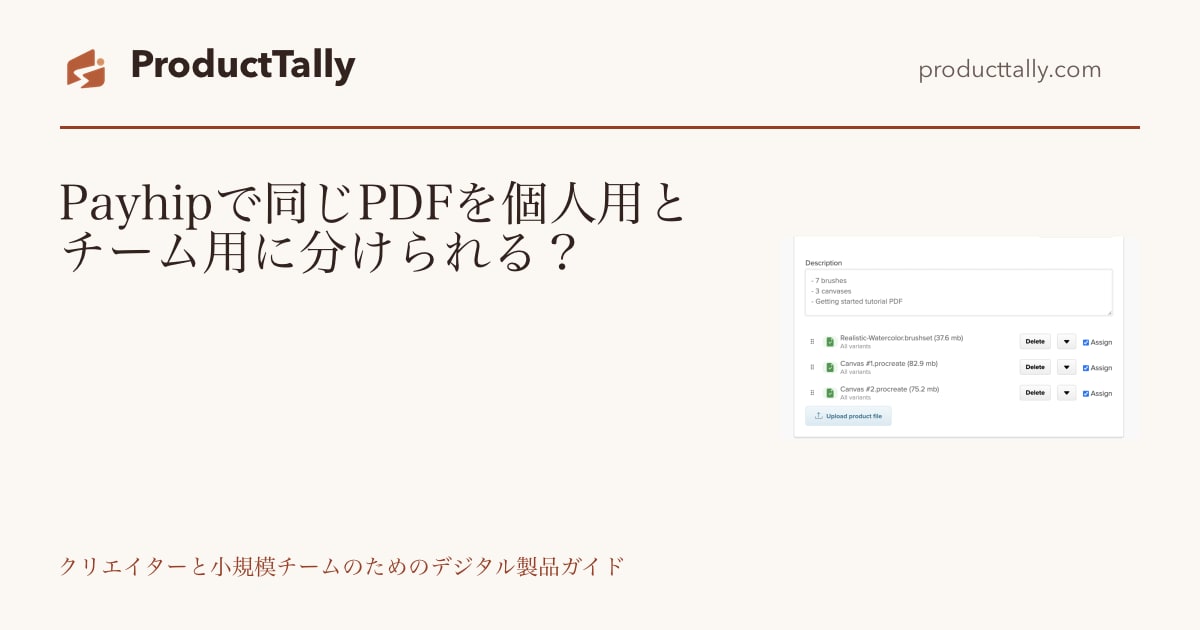 ProductTally
producttally.com
Payhipで同じPDFを個人用と
チーム用に分けられる？
Description
- 7 brushes
- 3 canvases
- Getting started tutorial PDF
Realistic-Watercolor.brushset (37.6 mb)
All variants
Delete
Assign
Canvas #1.procreate (82.9 mb)
All variants
Delete
Assign
Canvas #2.procreate (75.2 mb)
All variants
Delete
Assign
Upload product file
クリエイターと小規模チームのためのデジタル製品ガイド